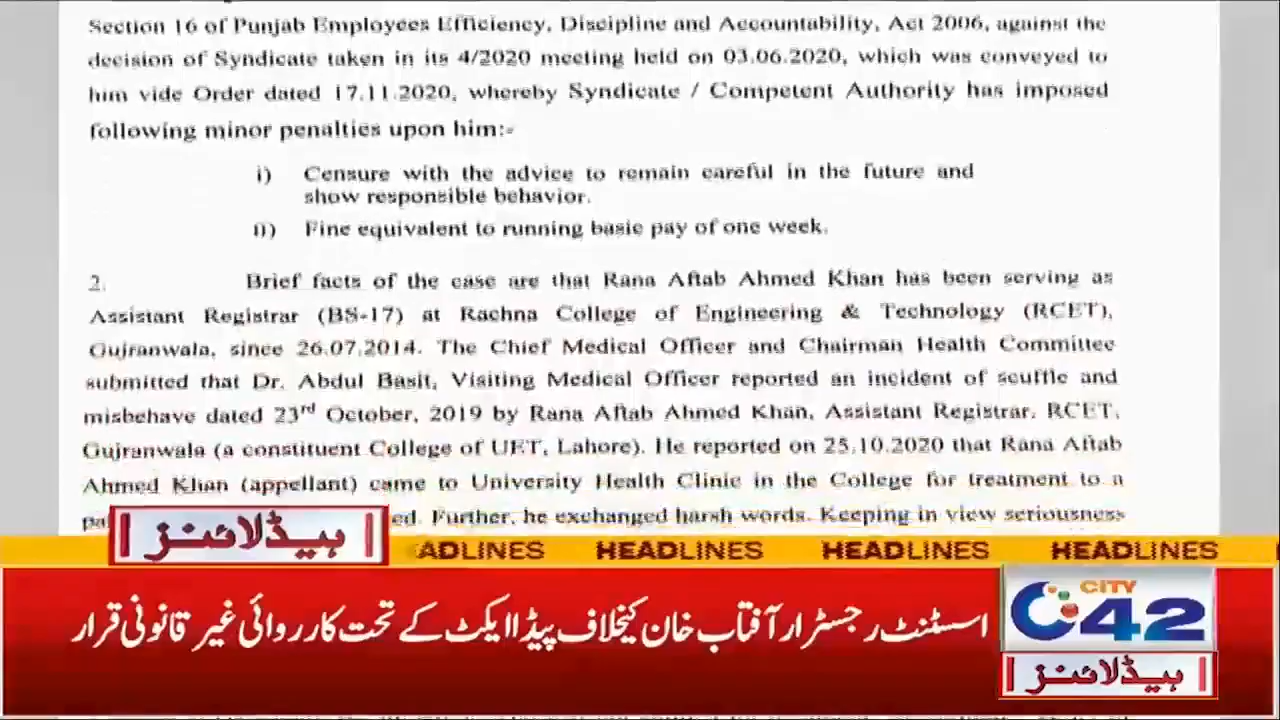 Section 16 of Punjab Employees Efficiency, Discipline and Accountability, Act 2006, against the
decision of Syndicate taken in its 4/2020 meeting held on 03.06.2020, which was conveyed to
him vide Order dated 17.11.2020, whereby Syndicate / Competent Authority has imposed
following minor penalties upon him:-
i) Censure with the advice to remain careful in the future and
show responsible behavior.
ii) Fine equivalent to running basic pay of one week.
2. Brief facts of the case are that Rana Aftab Ahmed Khan has been serving as
Assistant Registrar (BS-17) at Rachna College of Engineering & Technology (RCET),
Gujranwala, since 26.07.2014. The Chief Medical Officer and Chairman Health Committee
submitted that Dr. Abdul Basit, Visiting Medical Officer reported an incident of scuffle and
misbehave dated 23rd October, 2019 by Rana Aftab Ahmed Khan, Assistant Registrar, RCET,
Gujranwala (a constituent College of UET, Lahore). He reported on 25.10.2020 that Rana Aftab
Ahmed Khan (appellant) came to University Health Clinic in the College for treatment to a
pa ed. Further, he exchanged harsh words. Keeping in view seriousness
ہیڈلائنز
ADLINES HEADLINES HEADLINES HEADLINES
اسسٹنٹ رجسٹرار آفتاب خان کیخلاف پیڈا ایکٹ کے تحت کارروائی غیر قانونی قرار
CITY
42
ہیڈلائنز